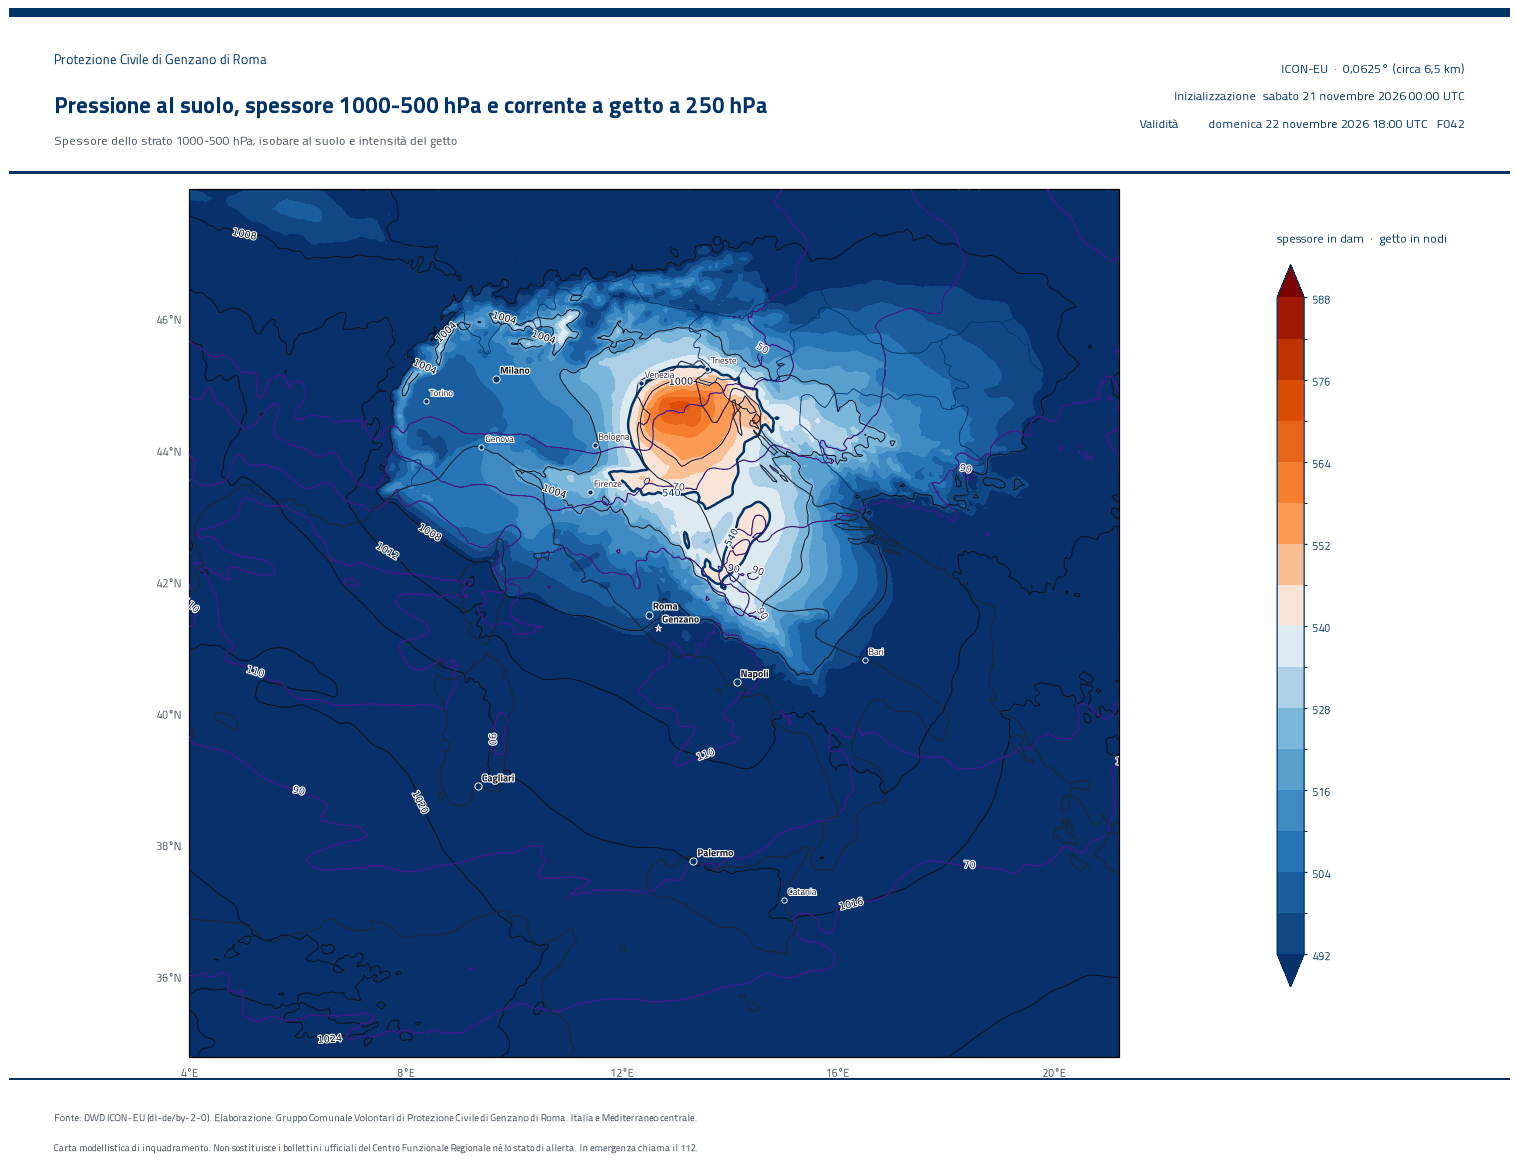 Protezione Civile di Genzano di Roma
Pressione al suolo, spessore 1000-500 hPa e corrente a getto a 250 hPa
Spessore dello strato 1000-500 hPa, isobare al suolo e intensità del getto
ICON-EU · 0,0625° (circa 6,5 km)
Inizializzazione sabato 21 novembre 2026 00:00 UTC
Validità domenica 22 novembre 2026 18:00 UTC F042
spessore in dam · getto in nodi
588
576
564
552
540
528
516
504
492
46°N
44°N
42°N
40°N
38°N
36°N
4°E
8°E
12°E
16°E
20°E
1008
1004
1004
1004
1004
Milano
Torino
Genova
Venezia
Trieste
1000
50
Bologna
Firenze
1004
0
70
540
90
1008
1012
540
90
90
90
Roma
Genzano
Bari
Napoli
110
110
90
Cagliari
90
1020
Palermo
Catania
1016
70
1024
Fonte: DWD ICON-EU (dl-de/by-2-0). Elaborazione: Gruppo Comunale Volontari di Protezione Civile di Genzano di Roma. Italia e Mediterraneo centrale.
Carta modellistica di inquadramento. Non sostituisce i bollettini ufficiali del Centro Funzionale Regionale né lo stato di allerta. In emergenza chiama il 112.